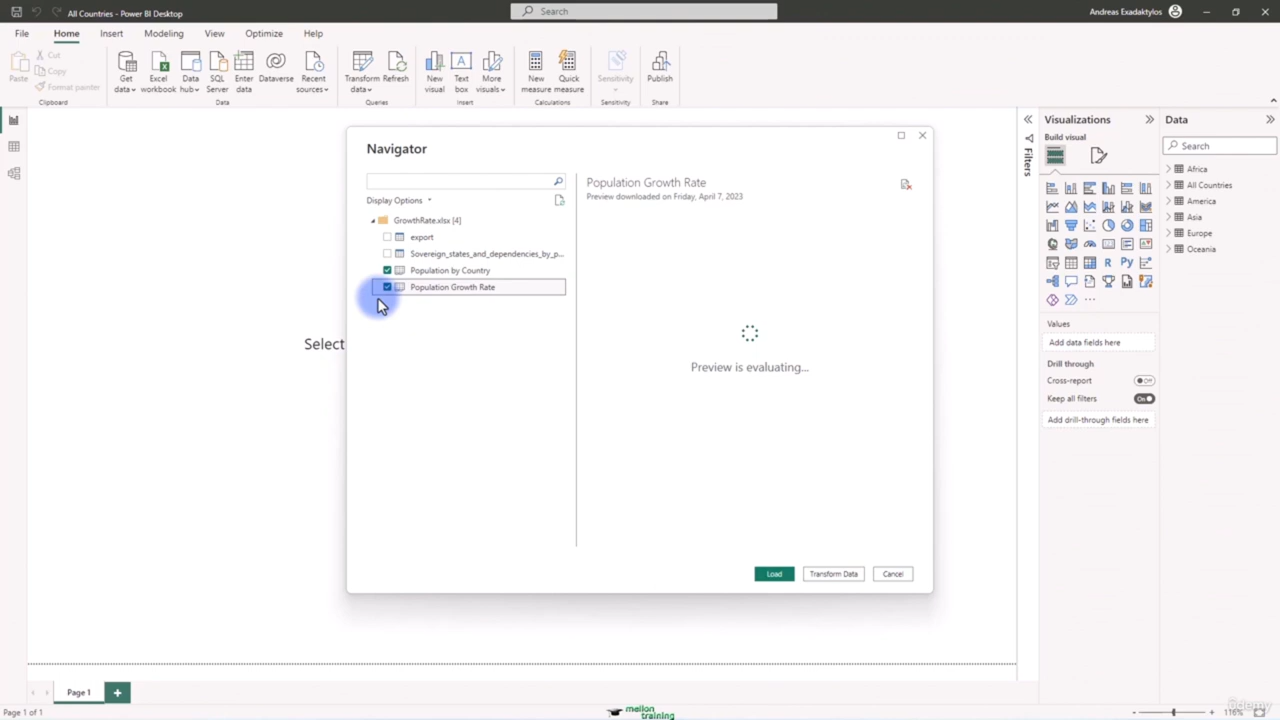 All Countries - Power BI Desktop
Search
Andreas Exadaktylos
File Home Insert Modeling View Optimize Help
Paste
Cut
Copy
Format painter
Clipboard
Get data
Excel workbook
Data hub
SQL Server
Enter data
Dataverse
Recent sources
Data
Transform data
Refresh
Queries
New visual
Text box
More visuals
Insert
New measure
Quick measure
Calculations
Sensitivity
Sensitivity
Publish
Share
Navigator
Display Options
GrowthRate.xlsx [4]
export
Sovereign_states_and_dependencies_by_p...
Population by Country
Population Growth Rate
Population Growth Rate
Preview downloaded on Friday, April 7, 2023
Preview is evaluating...
Load
Transform Data
Cancel
Select
Filters
Visualizations
Build visual
R
Py
...
Values
Add data fields here
Drill through
Cross-report
Off
Keep all filters
On
Add drill-through fields here
Data
Search
Africa
All Countries
America
Asia
Europe
Oceania
Page 1
Page 1 of 1
mellon
training
116%
ûdemy